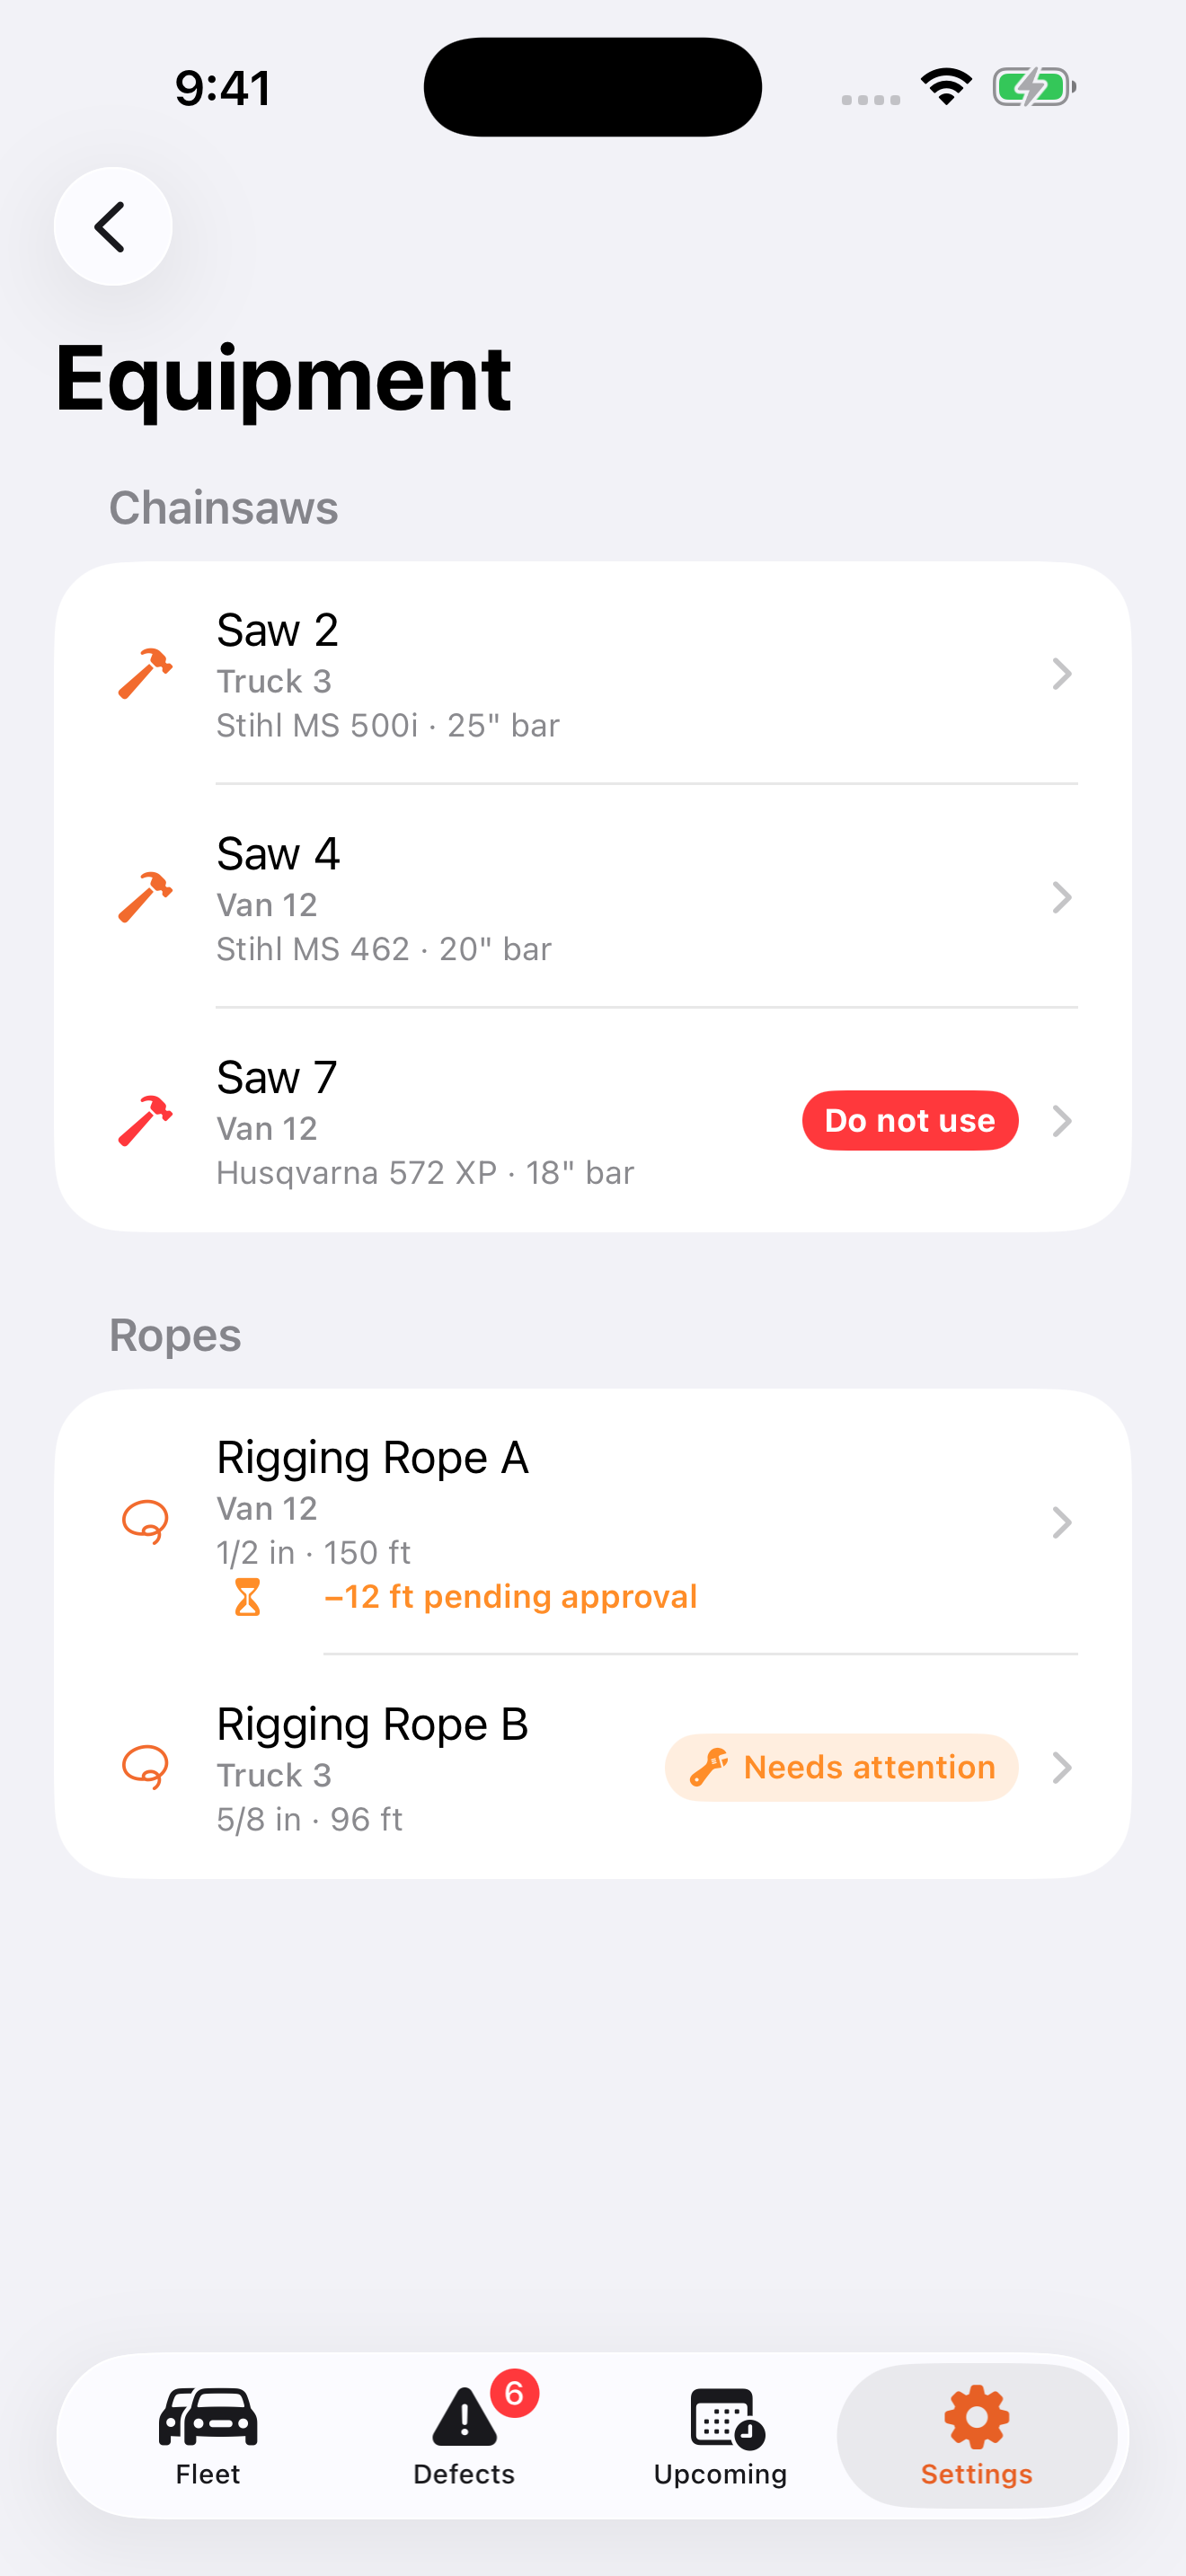 9:41
Equipment
Chainsaws
Saw 2
Truck 3
Stihl MS 500i · 25" bar
Saw 4
Van 12
Stihl MS 462 · 20" bar
Saw 7
Van 12
Husqvarna 572 XP · 18" bar
Do not use
Ropes
Rigging Rope A
Van 12
1/2 in · 150 ft
–12 ft pending approval
Rigging Rope B
Truck 3
5/8 in · 96 ft
Needs attention
6
Fleet
Defects
Upcoming
Settings